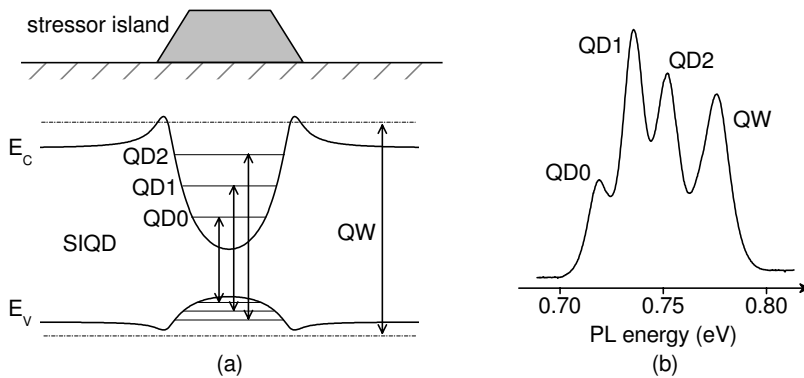 stressor island
E_C
QD2
QD1
QD0
QW
SIQD
E_V
(a)
QD1
QD2
QW
QD0
0.70 0.75 0.80
PL energy (eV)
(b)